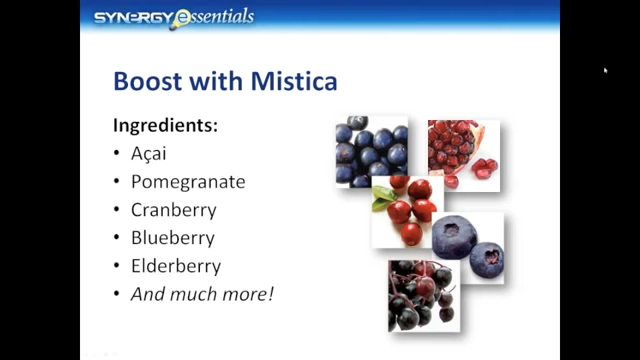 SYNERGY essentials
Boost with Mistica
Ingredients:
• Açai
• Pomegranate
• Cranberry
• Blueberry
• Elderberry
• And much more!